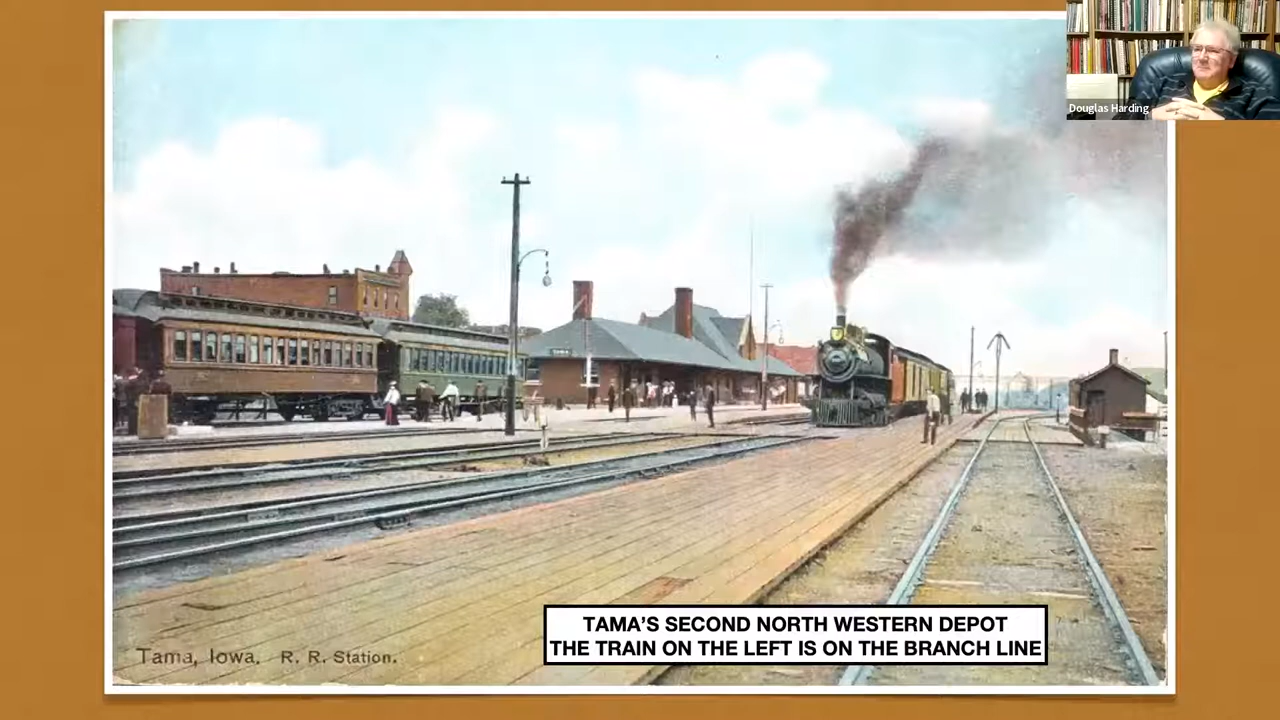 Douglas Harding
TAMA
TAMA'S SECOND NORTH WESTERN DEPOT
THE TRAIN ON THE LEFT IS ON THE BRANCH LINE
Tama, Iowa. R. R. Station.